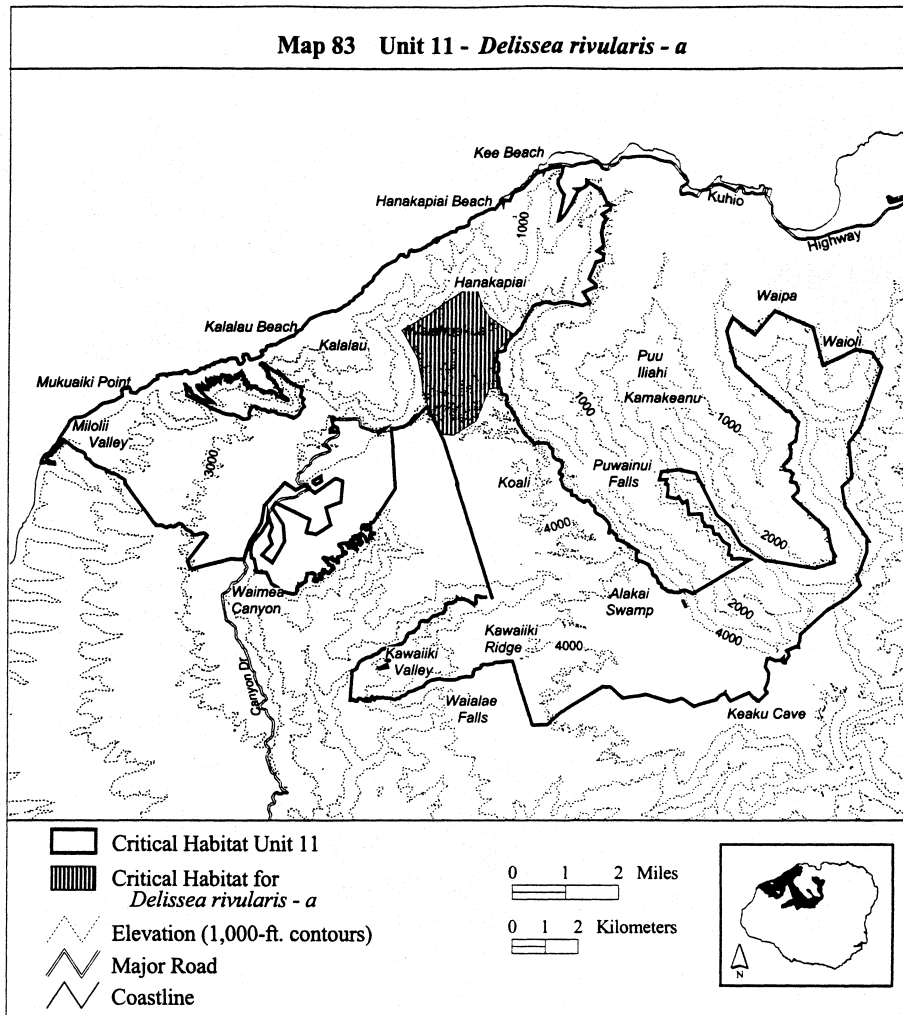 Map 83 Unit 11 - Delissea rivularis - a
Kee Beach
Hanakapiai Beach
Kuhio
Highway
1000
Hanakapiai
Waipa
Kalalau Beach
Kalalau
Waioli
Puu
Iliahi
Mukuaiki Point
Kamakeanu
1000
1000
Milolii
Valley
3000
Puwainui
Falls
Koali
4000
2000
Waimea
Canyon
Alakai
Swamp
2000
4000
Kawaiiki
Ridge
4000
Kawaiiki
Valley
Canyon Dr
Waialae
Falls
Keaku Cave
Critical Habitat Unit 11
Critical Habitat for
Delissea rivularis - a
Elevation (1,000-ft. contours)
Major Road
Coastline
0 1 2 Miles
0 1 2 Kilometers
N